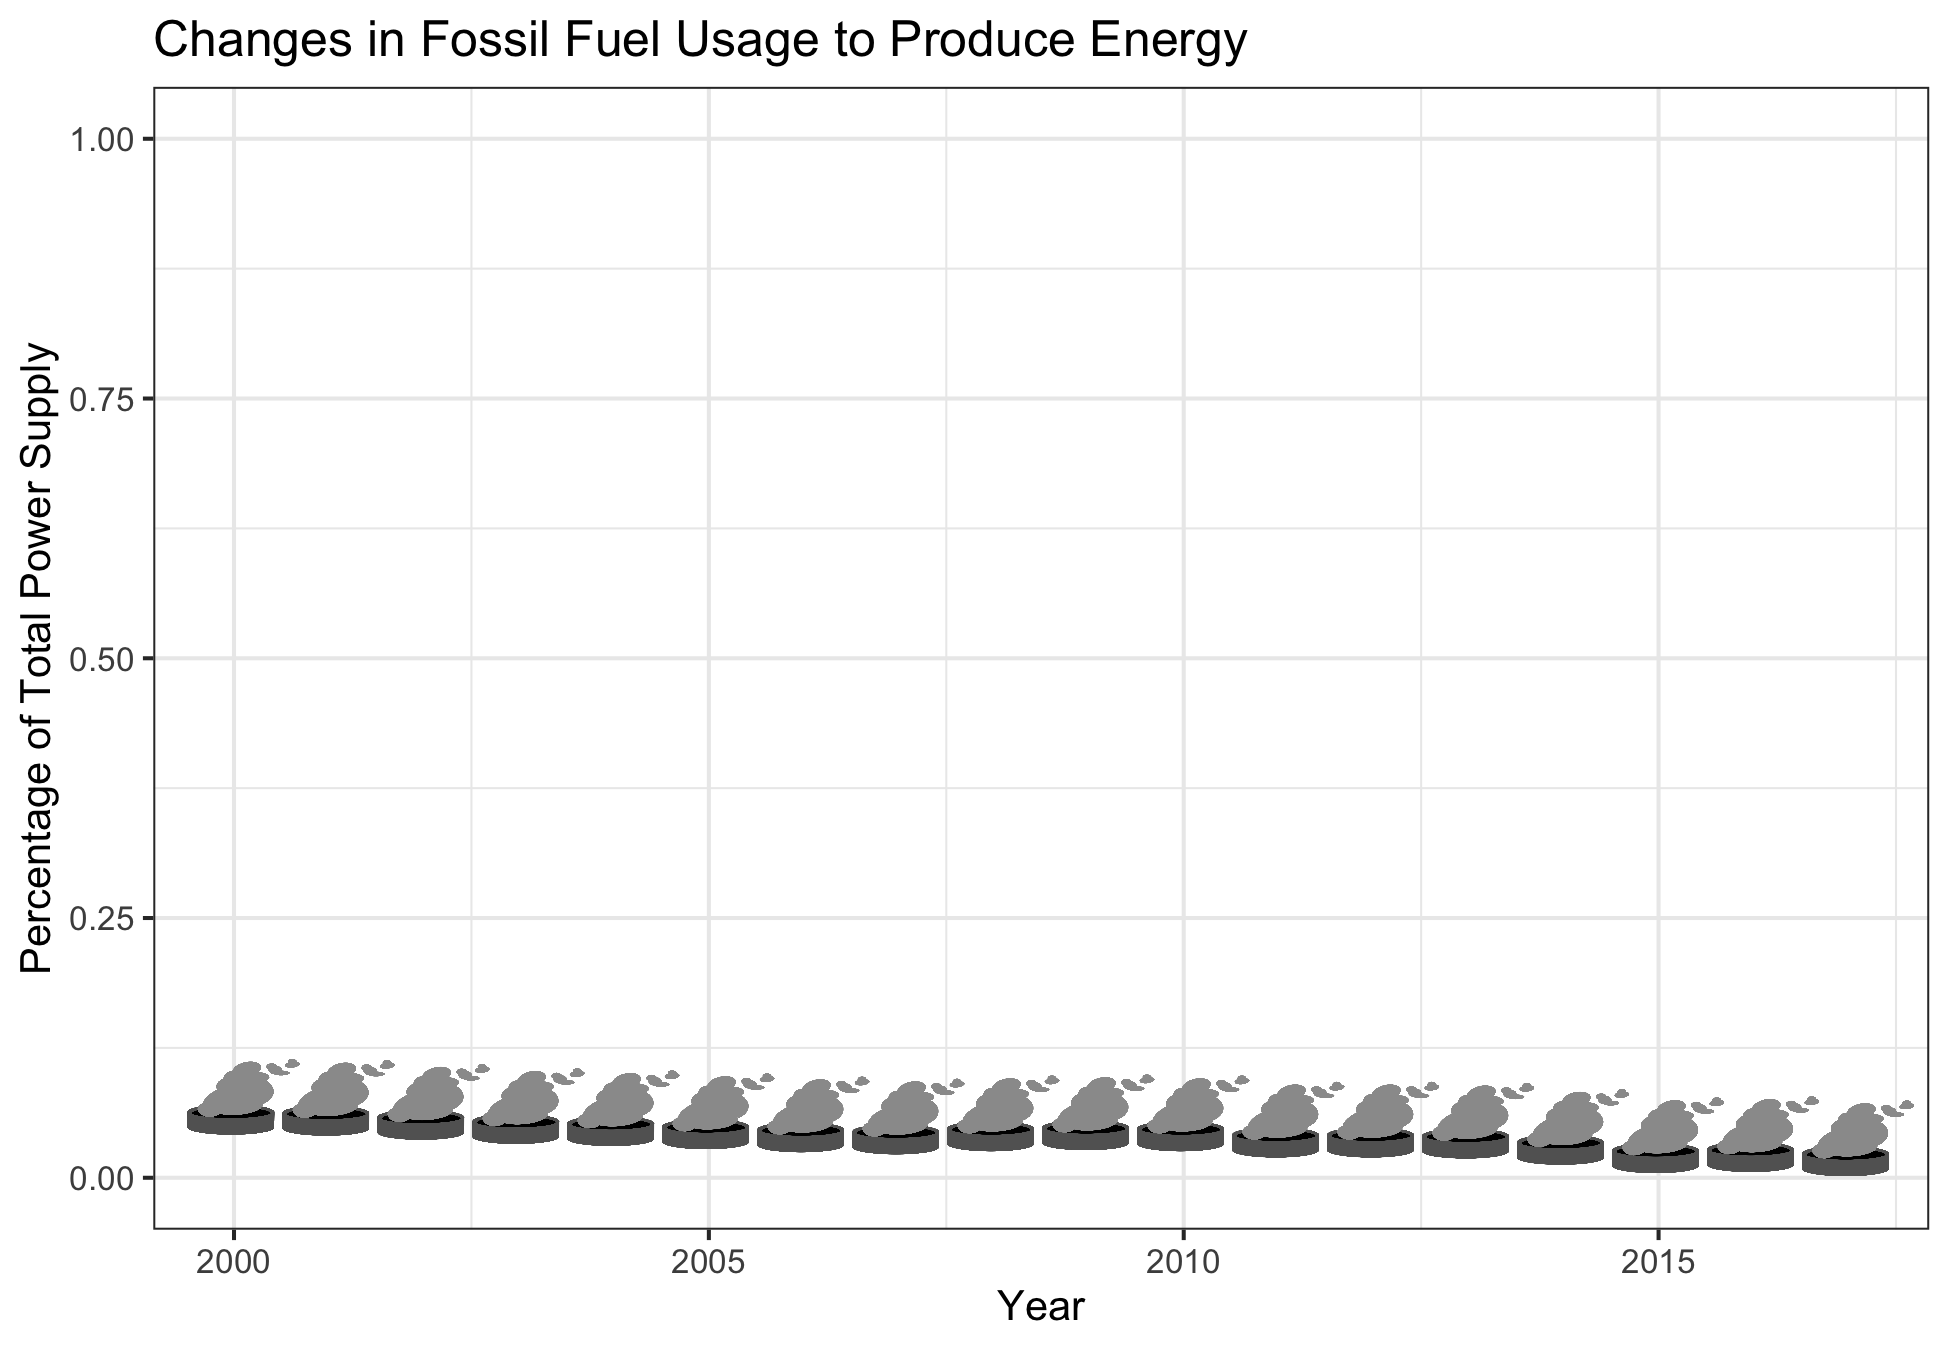 Changes in Fossil Fuel Usage to Produce Energy
Percentage of Total Power Supply
1.00
0.75
0.50
0.25
0.00
2000 2005 2010 2015
Year